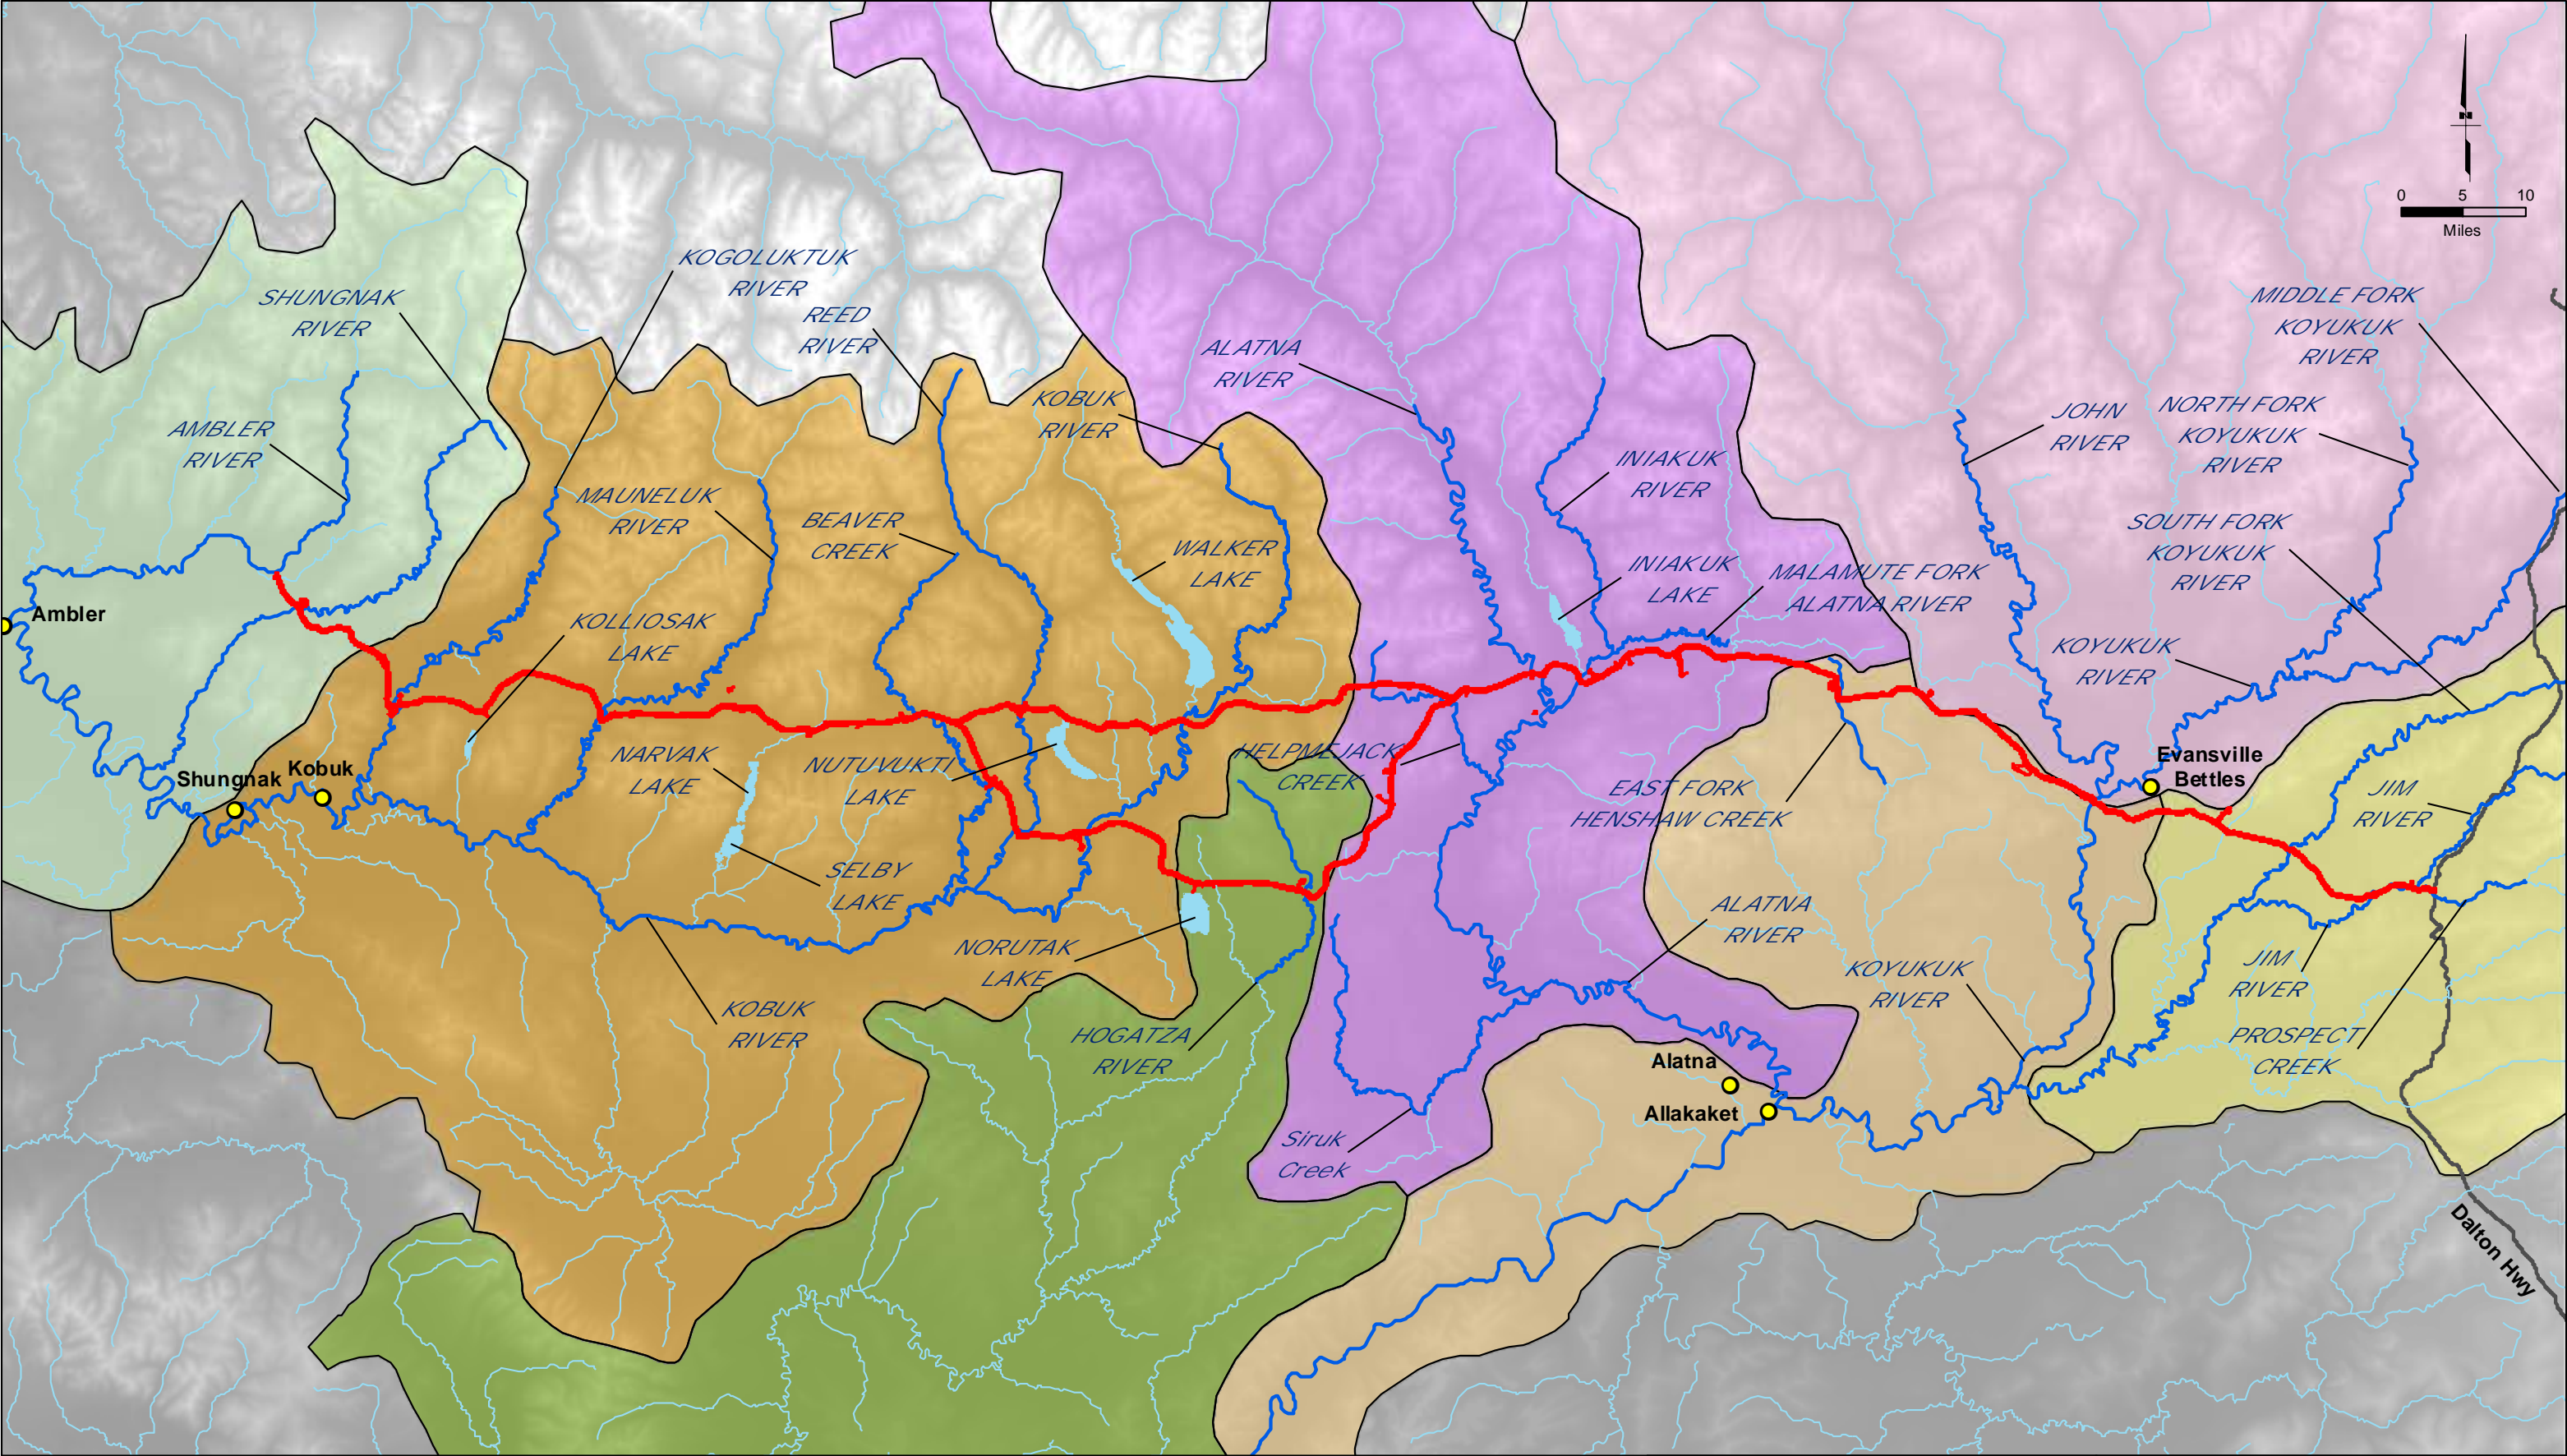 N
0 5 10
Miles
KOGOLUKTUK
RIVER
SHUNGNAK
RIVER
REED
RIVER
MIDDLE FORK
KOYUKUK
RIVER
ALATNA
RIVER
KOBUK
RIVER
AMBLER
RIVER
JOHN
RIVER
NORTH FORK
KOYUKUK
RIVER
INIAKUK
RIVER
MAUNELUK
RIVER
BEAVER
CREEK
SOUTH FORK
KOYUKUK
RIVER
WALKER
LAKE
INIAKUK
LAKE
MALAMUTE FORK
ALATNA RIVER
Ambler
KOLLIOSAK
LAKE
KOYUKUK
RIVER
Shungnak
Kobuk
NARVAK
LAKE
NUTUVUKTI
LAKE
HELPMEJACK
CREEK
Evansville
Bettles
EAST FORK
HENSHAW CREEK
JIM
RIVER
SELBY
LAKE
ALATNA
RIVER
NORUTAK
LAKE
KOYUKUK
RIVER
JIM
RIVER
KOBUK
RIVER
HOGATZA
RIVER
PROSPECT
CREEK
Alatna
Allakaket
Siruk
Creek
Dalton Hwy